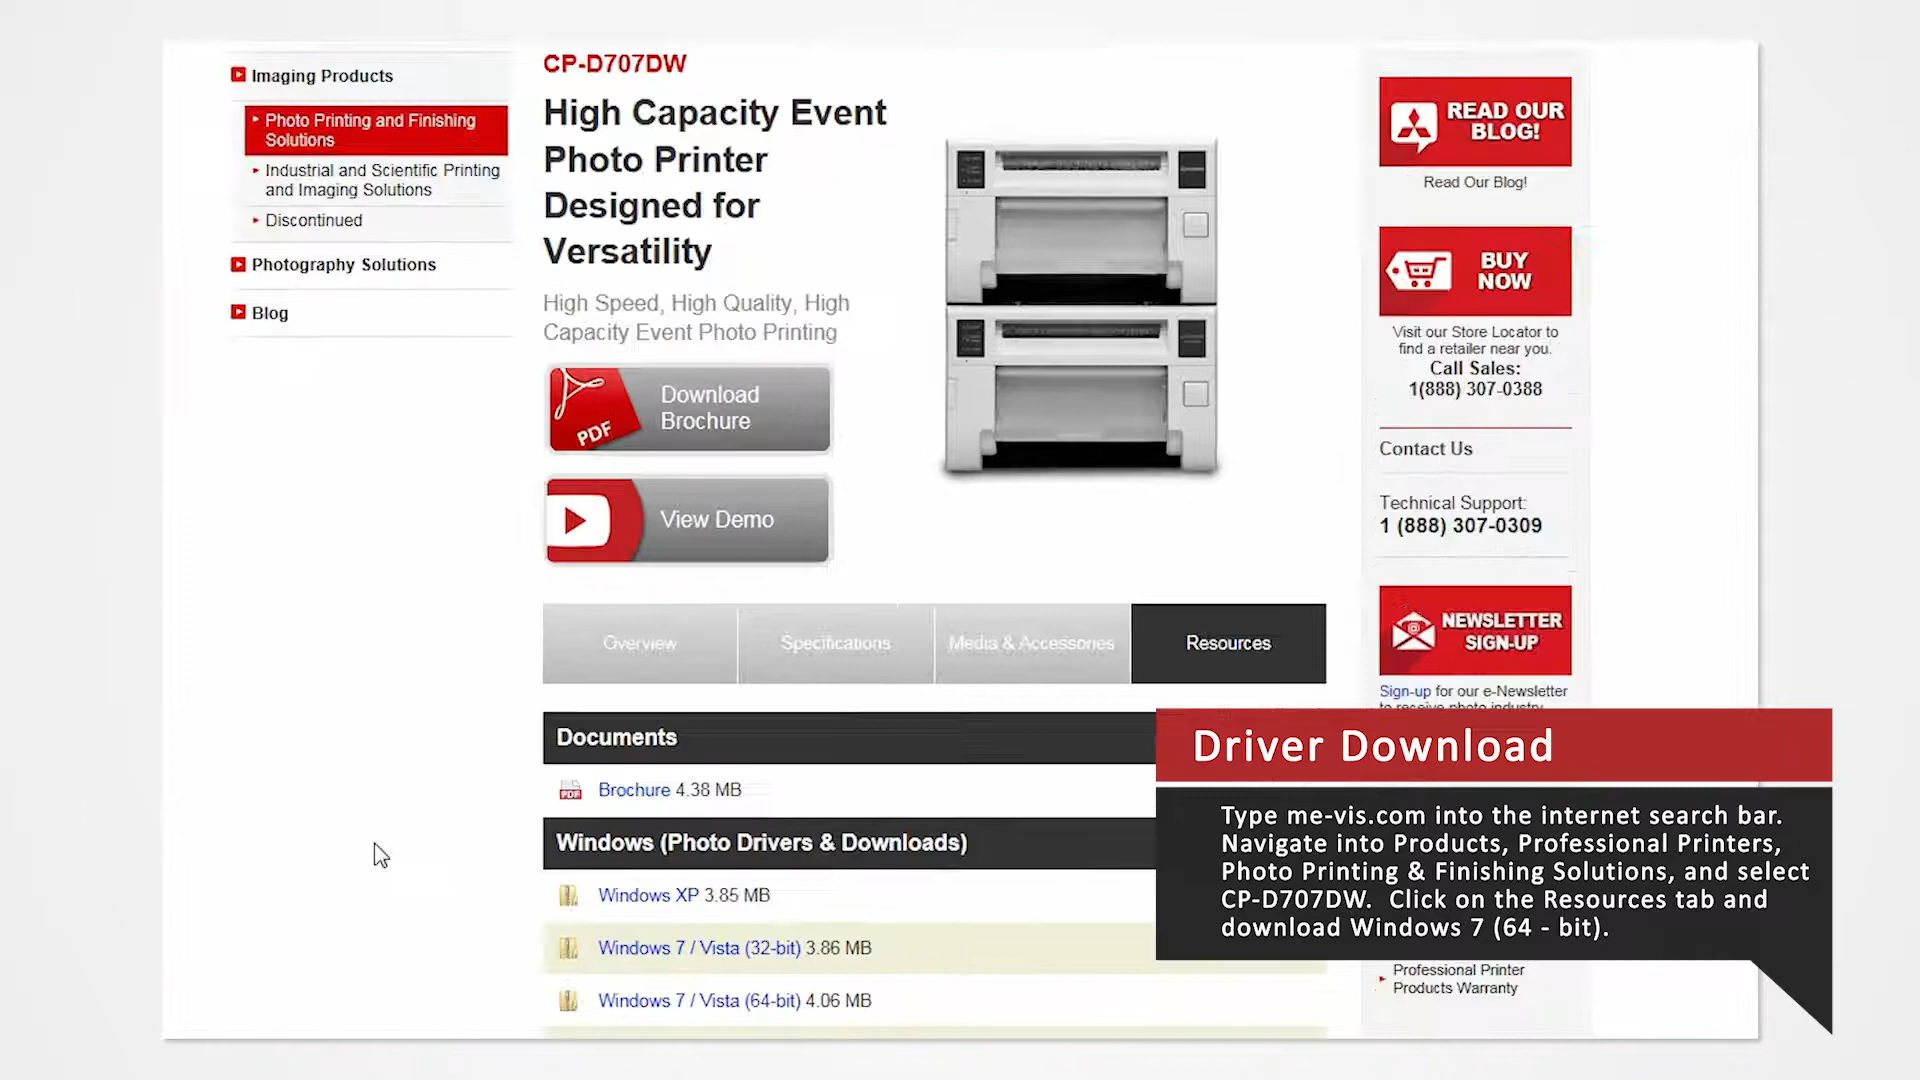 Imaging Products
Photo Printing and Finishing
Solutions
Industrial and Scientific Printing
and Imaging Solutions
Discontinued
Photography Solutions
Blog
CP-D707DW
High Capacity Event
Photo Printer
Designed for
Versatility
High Speed, High Quality, High
Capacity Event Photo Printing
PDF
Download
Brochure
View Demo
READ OUR
BLOG!
Read Our Blog!
BUY
NOW
Visit our Store Locator to
find a retailer near you.
Call Sales:
1(888) 307-0388
Contact Us
Technical Support:
1 (888) 307-0309
NEWSLETTER
SIGN-UP
Sign-up for our e-Newsletter
to receive photo industry
Overview
Specifications
Media & Accessories
Resources
Documents
PDF
Brochure 4.38 MB
Windows (Photo Drivers & Downloads)
Windows XP 3.85 MB
Windows 7 / Vista (32-bit) 3.86 MB
Windows 7 / Vista (64-bit) 4.06 MB
Driver Download
Type me-vis.com into the internet search bar.
Navigate into Products, Professional Printers,
Photo Printing & Finishing Solutions, and select
CP-D707DW. Click on the Resources tab and
download Windows 7 (64 - bit).
Professional Printer
Products Warranty